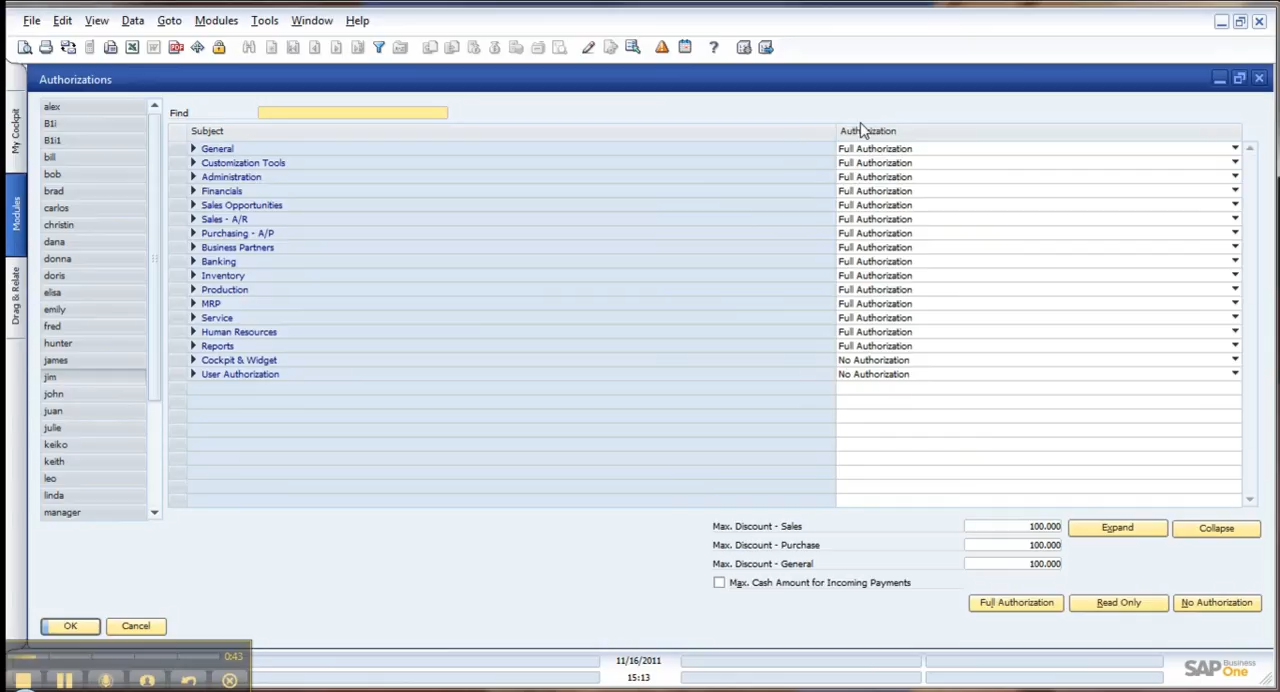 File Edit View Data Goto Modules Tools Window Help
Authorizations
My Cockpit
Modules
Drag & Relate
alex
B1i
B1i1
bill
bob
brad
carlos
christin
dana
donna
doris
elisa
emily
fred
hunter
james
jim
john
juan
julie
keiko
keith
leo
linda
manager
Find
Subject Authorization
General Full Authorization
Customization Tools Full Authorization
Administration Full Authorization
Financials Full Authorization
Sales Opportunities Full Authorization
Sales - A/R Full Authorization
Purchasing - A/P Full Authorization
Business Partners Full Authorization
Banking Full Authorization
Inventory Full Authorization
Production Full Authorization
MRP Full Authorization
Service Full Authorization
Human Resources Full Authorization
Reports Full Authorization
Cockpit & Widget No Authorization
User Authorization No Authorization
Max. Discount - Sales 100.000 Expand Collapse
Max. Discount - Purchase 100.000
Max. Discount - General 100.000
Max. Cash Amount for Incoming Payments
Full Authorization Read Only No Authorization
OK Cancel
0:43
11/16/2011
15:13
SAP Business One